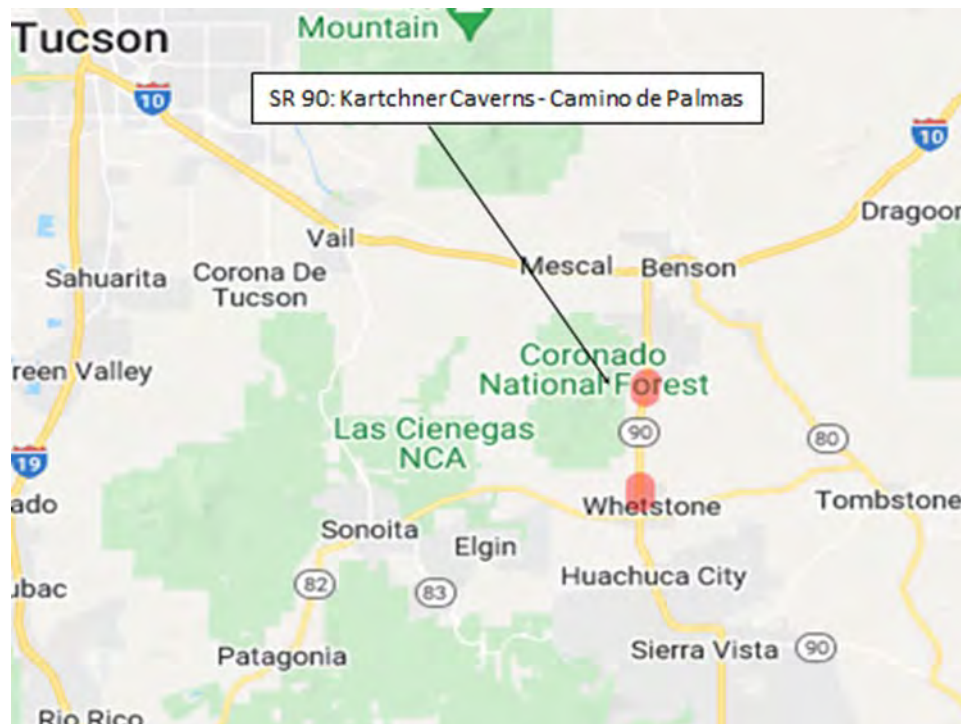 Mountain
Tucson
10
SR 90: Kartchner Caverns - Camino de Palmas
10
Dragoon
Vail
Mescal
Benson
Sahuarita
Corona De
Tucson
Coronado
National Forest
reen Valley
Las Cienegas
NCA
90
80
19
ado
Whetstone
Tombstone
Sonoita
Elgin
Huachuca City
82
83
ubac
Patagonia
Sierra Vista
90
Rio Rico